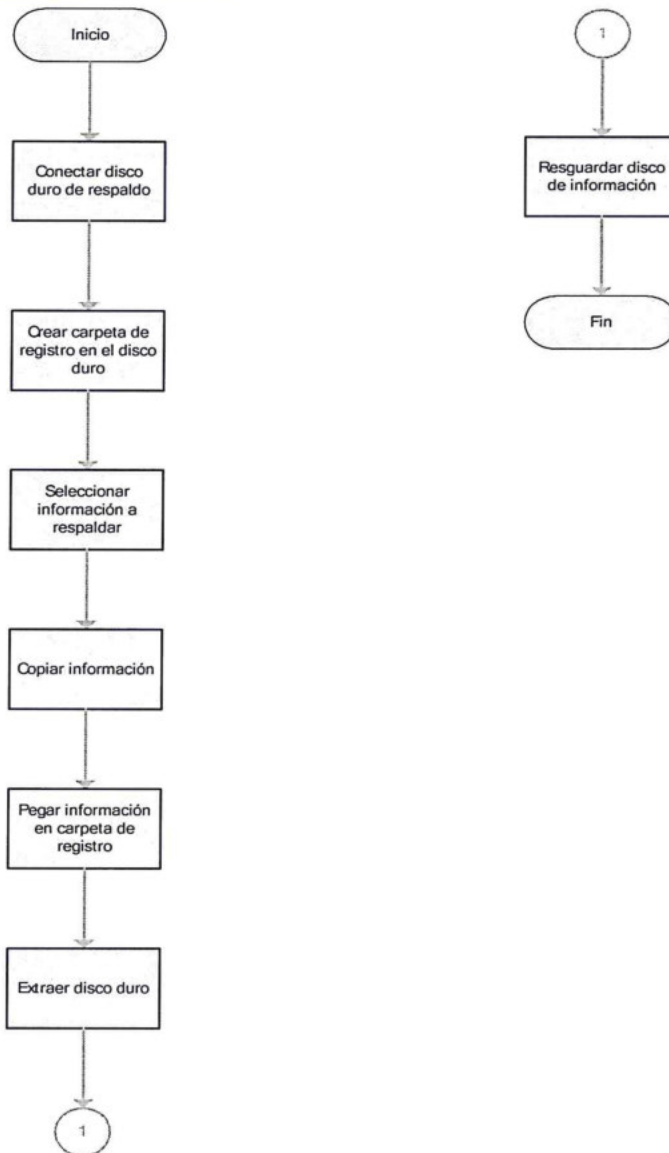 Inicio
Conectar disco
duro de respaldo
Crear carpeta de
registro en el disco
duro
Seleccionar
información a
respaldar
Copiar información
Pegar información
en carpeta de
registro
Extraer disco duro
1
1
Resguardar disco
de información
Fin